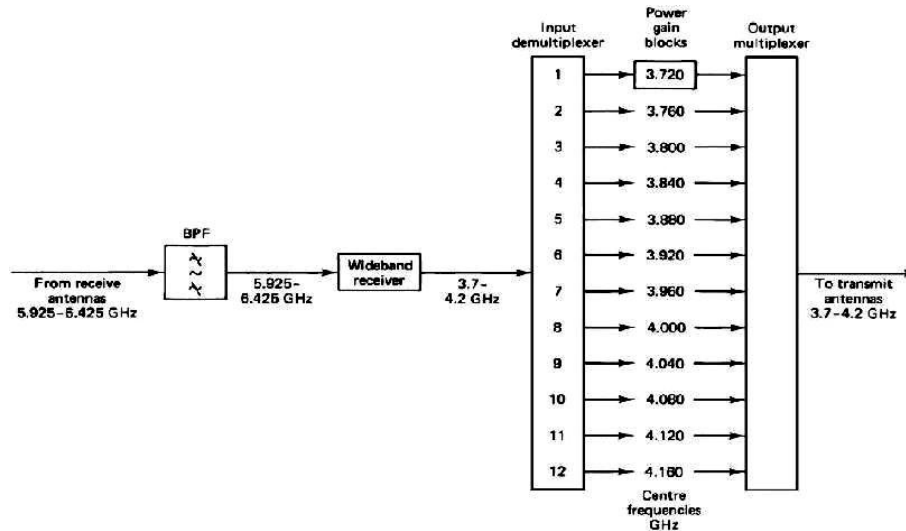 Input
demultiplexer
Power
gain
blocks
Output
multiplexer
1
3.720
2
3.760
3
3.800
4
3.840
5
3.880
BPF
6
3.920
From receive
antennas
5.925–6.425 GHz
5.925–
6.425 GHz
Wideband
receiver
3.7–
4.2 GHz
7
3.960
To transmit
antennas
3.7–4.2 GHz
8
4.000
9
4.040
10
4.080
11
4.120
12
4.160
Centre
frequencies
GHz